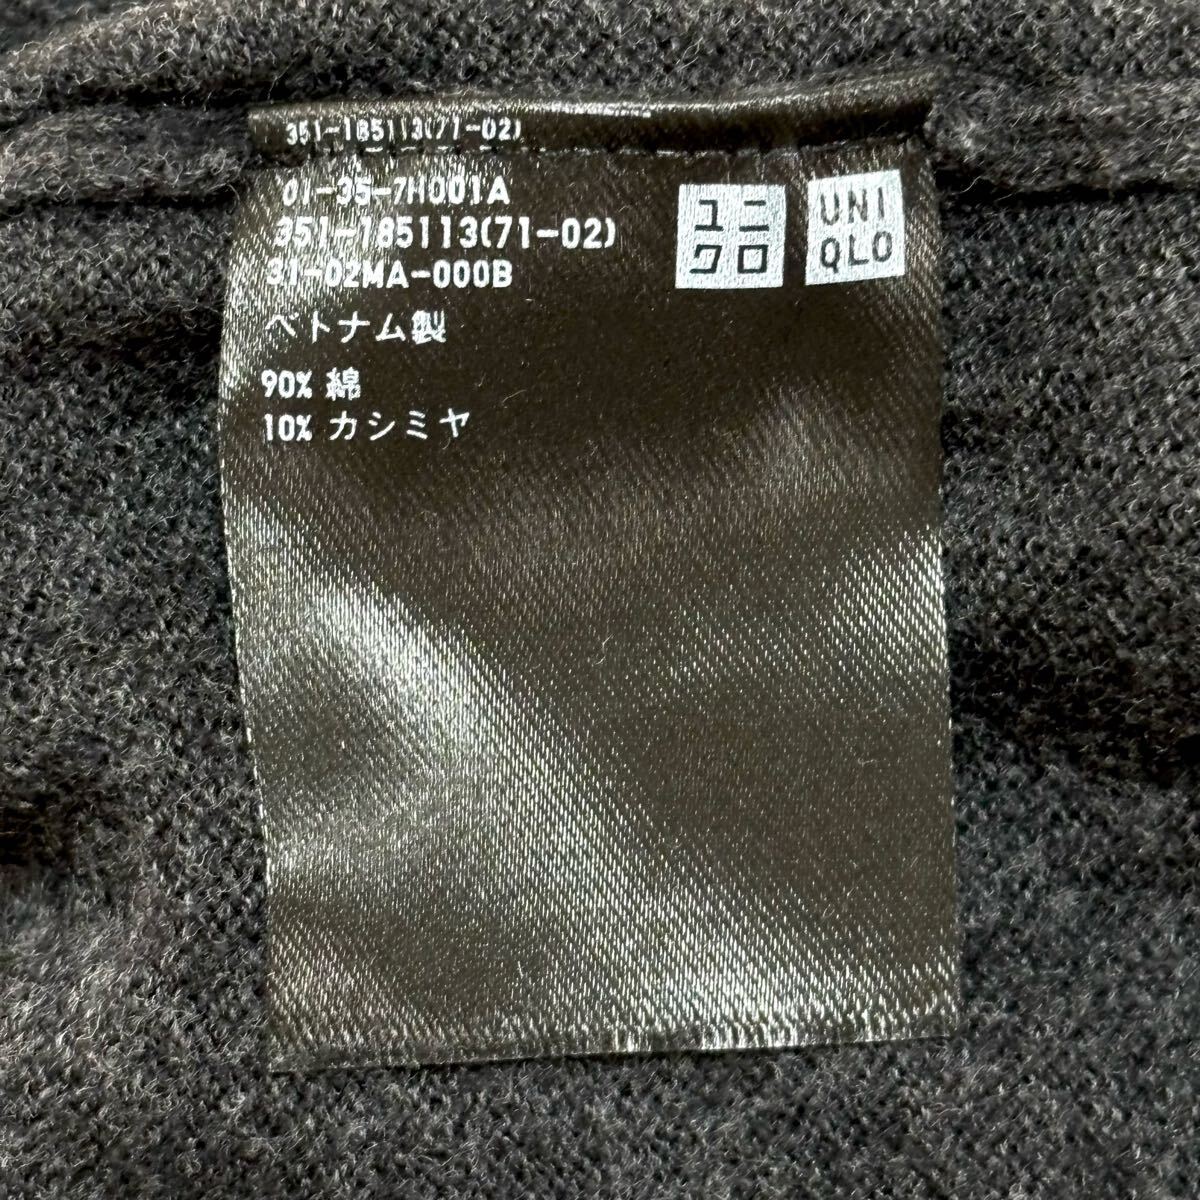 351-185113(71-02)
01-35-7H001A
351-185113(71-02)
31-02MA-000B
ベトナム製
90% 綿
10% カシミヤ
ユニ
クロ
UNI
QLO